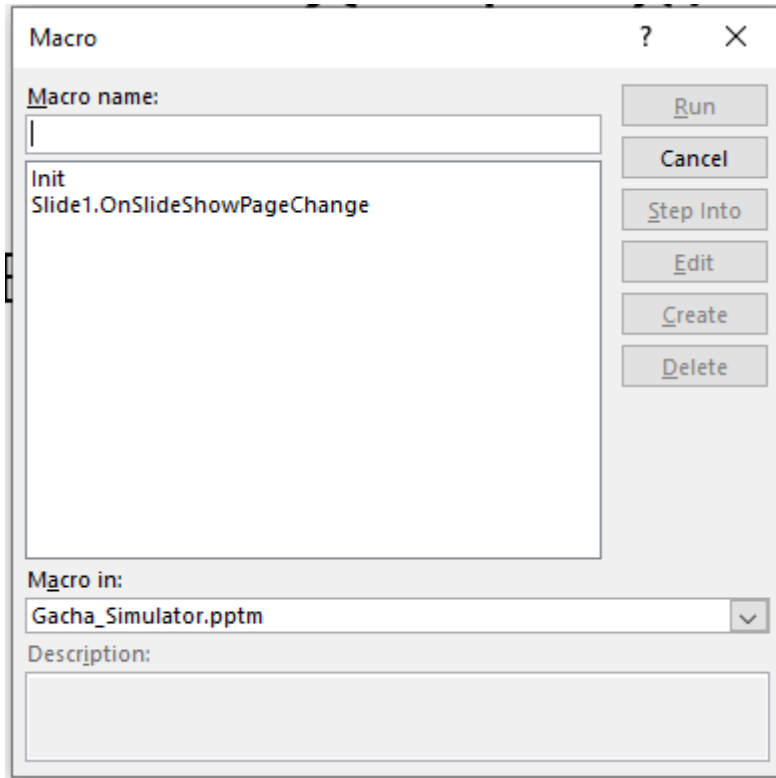 Macro
?
Macro name:
Run
Cancel
Init
Slide1.OnSlideShowPageChange
Step Into
Edit
Create
Delete
Macro in:
Gacha_Simulator.pptm
Description: